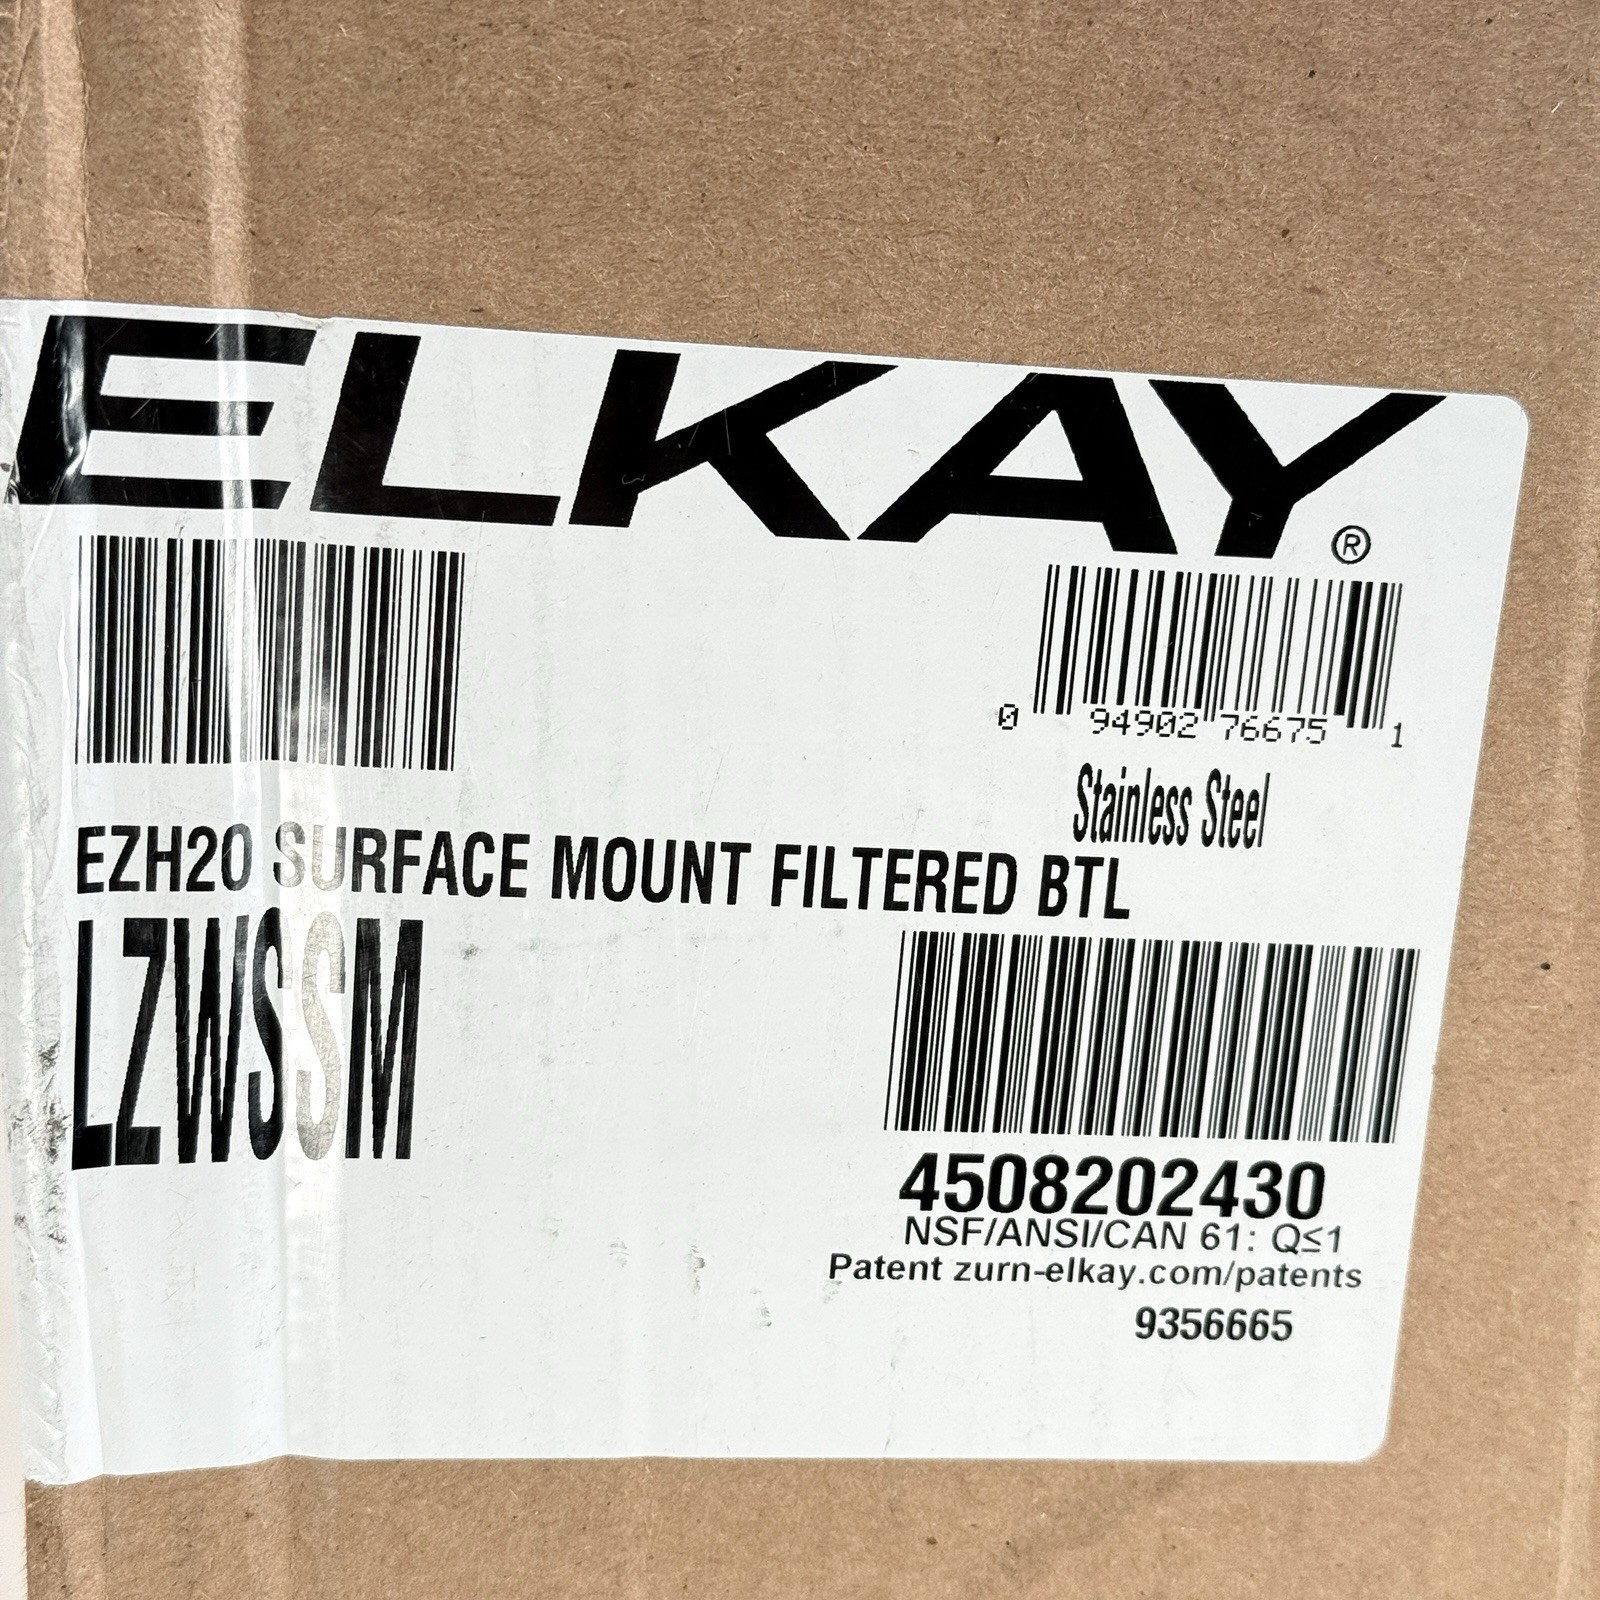 ELKAY®
0 94902 76675 1
Stainless Steel
EZH20 SURFACE MOUNT FILTERED BTL
LZWSSM
4508202430
NSF/ANSI/CAN 61: Q≤1
Patent zurn-elkay.com/patents
9356665